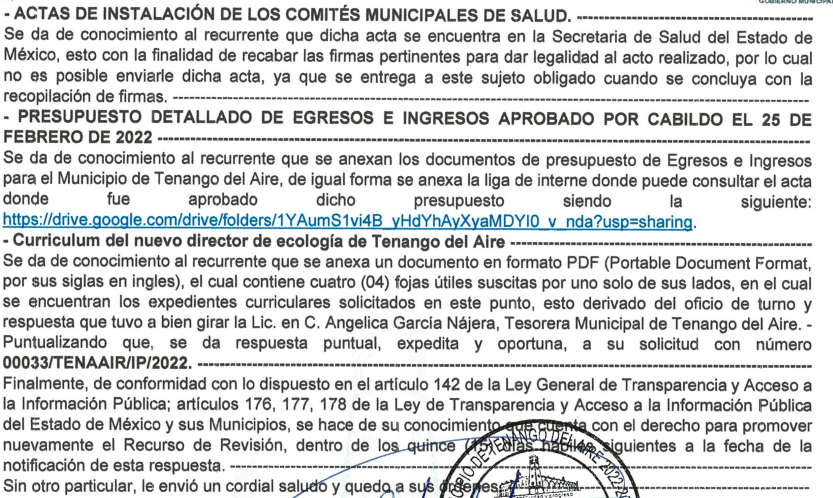 GOBIERNO MUNICIPAL
- ACTAS DE INSTALACIÓN DE LOS COMITÉS MUNICIPALES DE SALUD. ------------------------------
Se da de conocimiento al recurrente que dicha acta se encuentra en la Secretaria de Salud del Estado de
México, esto con la finalidad de recabar las firmas pertinentes para dar legalidad al acto realizado, por lo cual
no es posible enviarle dicha acta, ya que se entrega a este sujeto obligado cuando se concluya con la
recopilación de firmas. ------------------------------
- PRESUPUESTO DETALLADO DE EGRESOS E INGRESOS APROBADO POR CABILDO EL 25 DE
FEBRERO DE 2022 ------------------------------
Se da de conocimiento al recurrente que se anexan los documentos de presupuesto de Egresos e Ingresos
para el Municipio de Tenango del Aire, de igual forma se anexa la liga de interne donde puede consultar el acta
donde fue aprobado dicho presupuesto siendo la siguiente:
https://drive.google.com/drive/folders/1YAumS1vi4B_yHdYhAyXyaMDYI0_v_nda?usp=sharing.
- Curriculum del nuevo director de ecología de Tenango del Aire ------------------------------
Se da de conocimiento al recurrente que se anexa un documento en formato PDF (Portable Document Format,
por sus siglas en ingles), el cual contiene cuatro (04) fojas útiles suscitas por uno solo de sus lados, en el cual
se encuentran los expedientes curriculares solicitados en este punto, esto derivado del oficio de turno y
respuesta que tuvo a bien girar la Lic. en C. Angelica García Nájera, Tesorera Municipal de Tenango del Aire. -
Puntualizando que, se da respuesta puntual, expedita y oportuna, a su solicitud con número
00033/TENAAIR/IP/2022. ------------------------------
Finalmente, de conformidad con lo dispuesto en el artículo 142 de la Ley General de Transparencia y Acceso a
la Información Pública; artículos 176, 177, 178 de la Ley de Transparencia y Acceso a la Información Pública
del Estado de México y sus Municipios, se hace de su conocimiento que cuenta con el derecho para promover
nuevamente el Recurso de Revisión, dentro de los quince (15) días hábiles siguientes a la fecha de la
notificación de esta respuesta. ------------------------------
Sin otro particular, le envió un cordial saludo y quedo a sus órdenes. ------------------------------
DE TENANGO DEL AIRE 2022